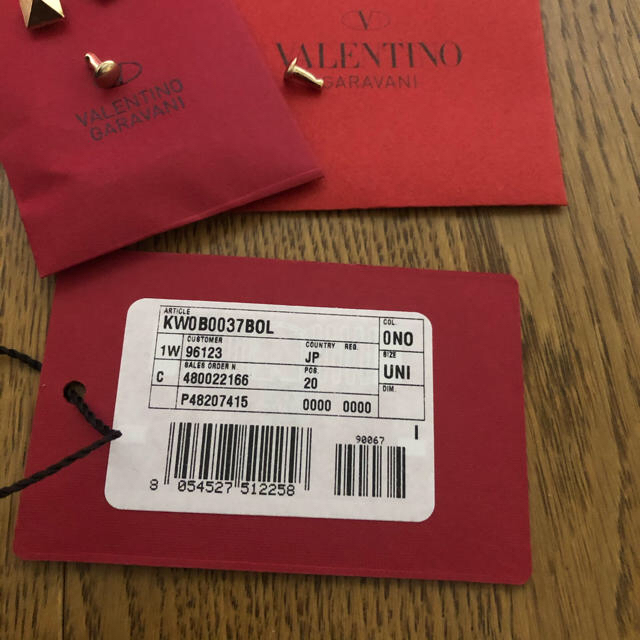 VALENTINO
GARAVANI
VALENTINO
GARAVANI
ARTICLE
KW0B0037BOL
COL.
0NO
CUSTOMER
COUNTRY REG.
1W 96123
JP
SIZE
UNI
SALES ORDER N
POS.
C 480022166
20
DIM.
P48207415
0000 0000
I
90067
8 054527 512258